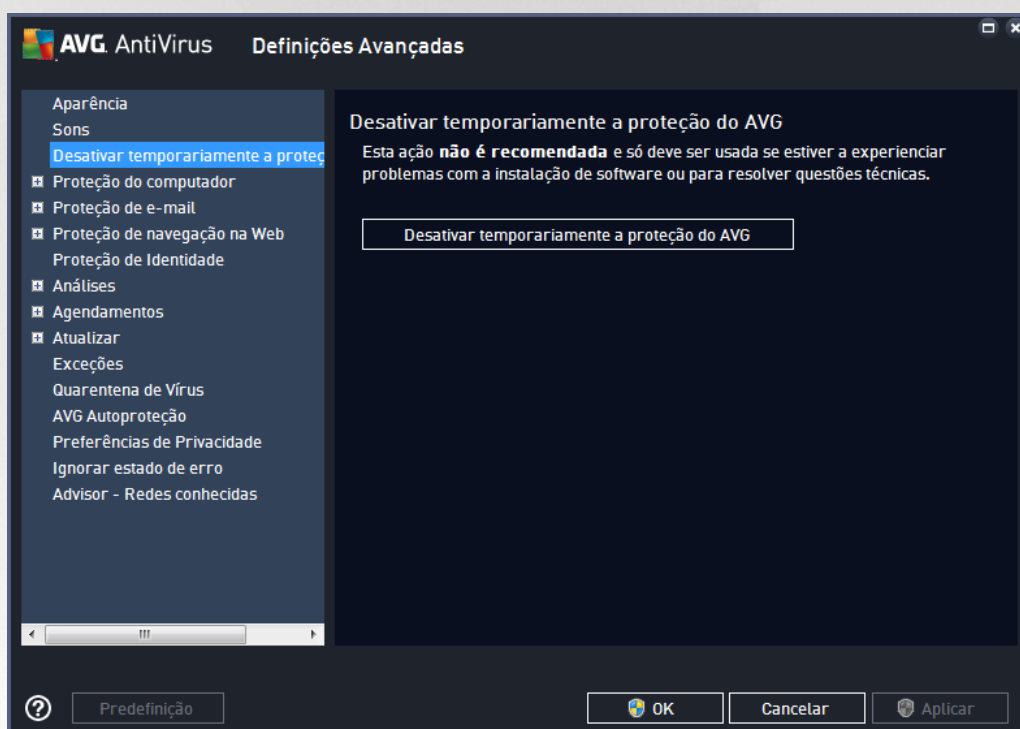 AVG. AntiVirus Definições Avançadas
Aparência
Sons
Desativar temporariamente a proteç
Proteção do computador
Proteção de e-mail
Proteção de navegação na Web
Proteção de Identidade
Análises
Agendamentos
Atualizar
Exceções
Quarentena de Vírus
AVG Autoproteção
Preferências de Privacidade
Ignorar estado de erro
Advisor - Redes conhecidas
Desativar temporariamente a proteção do AVG
Esta ação não é recomendada e só deve ser usada se estiver a experienciar
problemas com a instalação de software ou para resolver questões técnicas.
Desativar temporariamente a proteção do AVG
Predefinição
OK
Cancelar
Aplicar